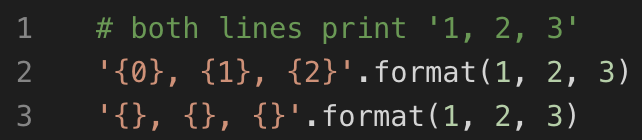 1 # both lines print '1, 2, 3'
2 '{0}, {1}, {2}'.format(1, 2, 3)
3 '{}, {}, {}'.format(1, 2, 3)